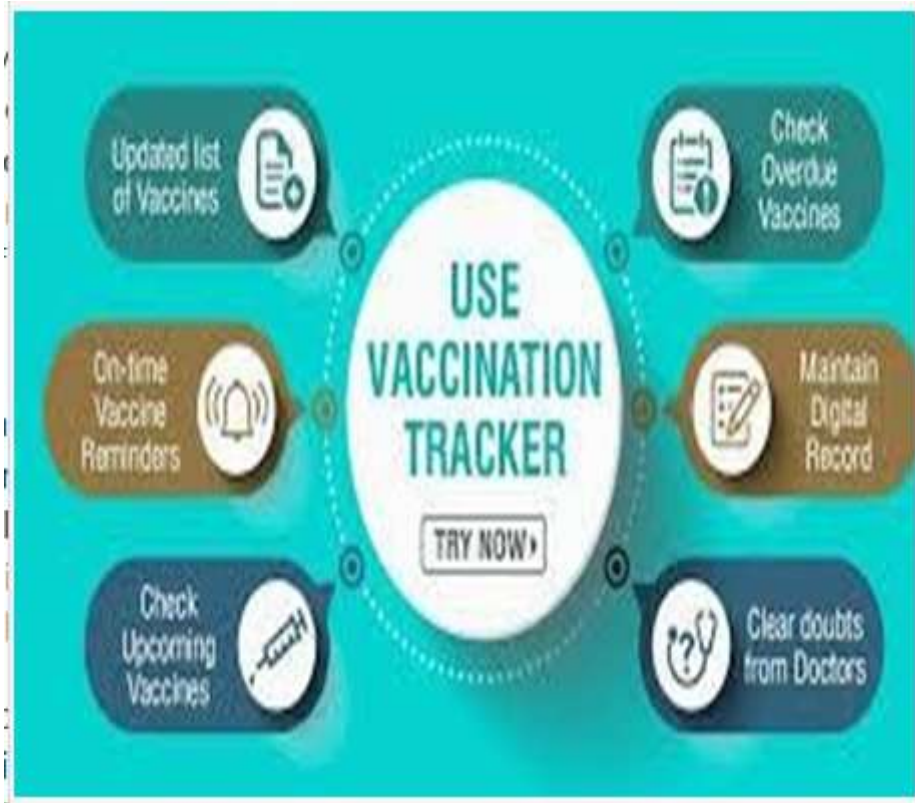 Updated list
of Vaccines
On-time
Vaccine
Reminders
Check
Upcoming
Vaccines
USE
VACCINATION
TRACKER
TRY NOW
Check
Overdue
Vaccines
Maintain
Digital
Record
Clear doubts
from Doctors